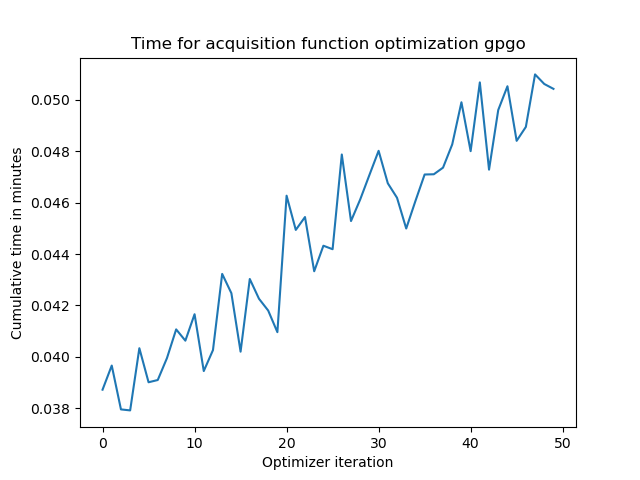 Time for acquisition function optimization gpgo
Cumulative time in minutes
0.050
0.048
0.046
0.044
0.042
0.040
0.038
0 10 20 30 40 50
Optimizer iteration